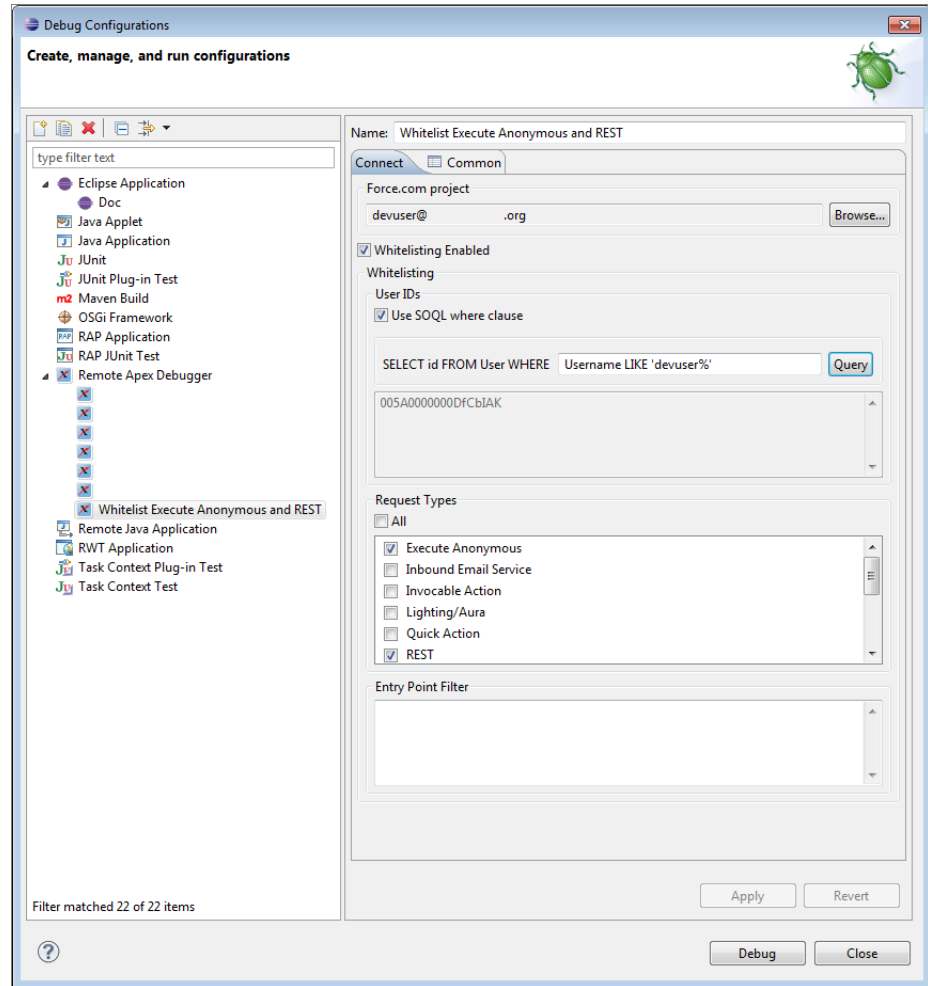 Debug Configurations
Create, manage, and run configurations
type filter text
Eclipse Application
Doc
Java Applet
Java Application
JUnit
JUnit Plug-in Test
Maven Build
OSGi Framework
RAP Application
RAP JUnit Test
Remote Apex Debugger
Whitelist Execute Anonymous and REST
Remote Java Application
RWT Application
Task Context Plug-in Test
Task Context Test
Filter matched 22 of 22 items
Name: Whitelist Execute Anonymous and REST
Connect Common
Force.com project
devuser@ .org Browse...
Whitelisting Enabled
Whitelisting
User IDs
Use SOQL where clause
SELECT id FROM User WHERE Username LIKE 'devuser%' Query
005A0000000DfCbIAK
Request Types
All
Execute Anonymous
Inbound Email Service
Invocable Action
Lighting/Aura
Quick Action
REST
Entry Point Filter
Apply Revert
Debug Close